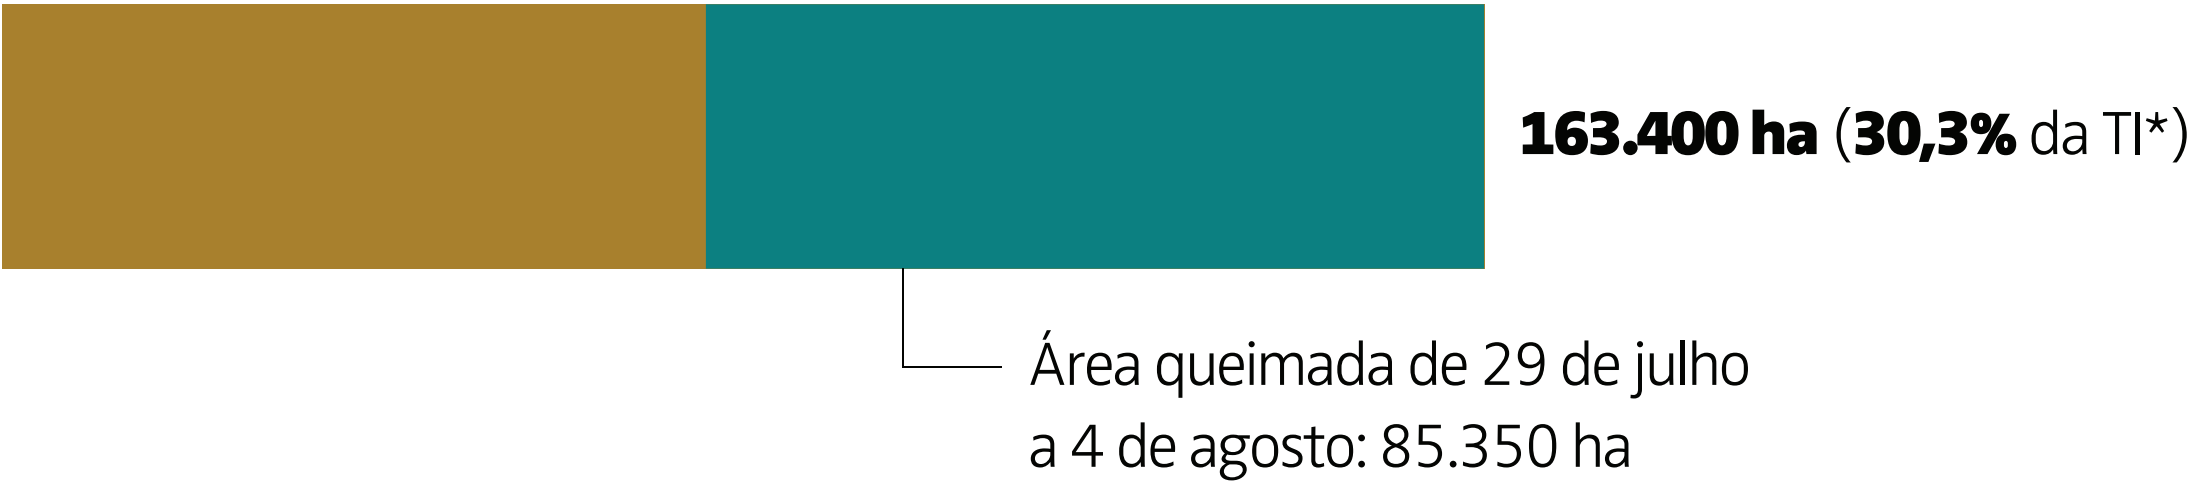 163.400 ha (30,3% da TI*)
Área queimada de 29 de julho
a 4 de agosto: 85.350 ha